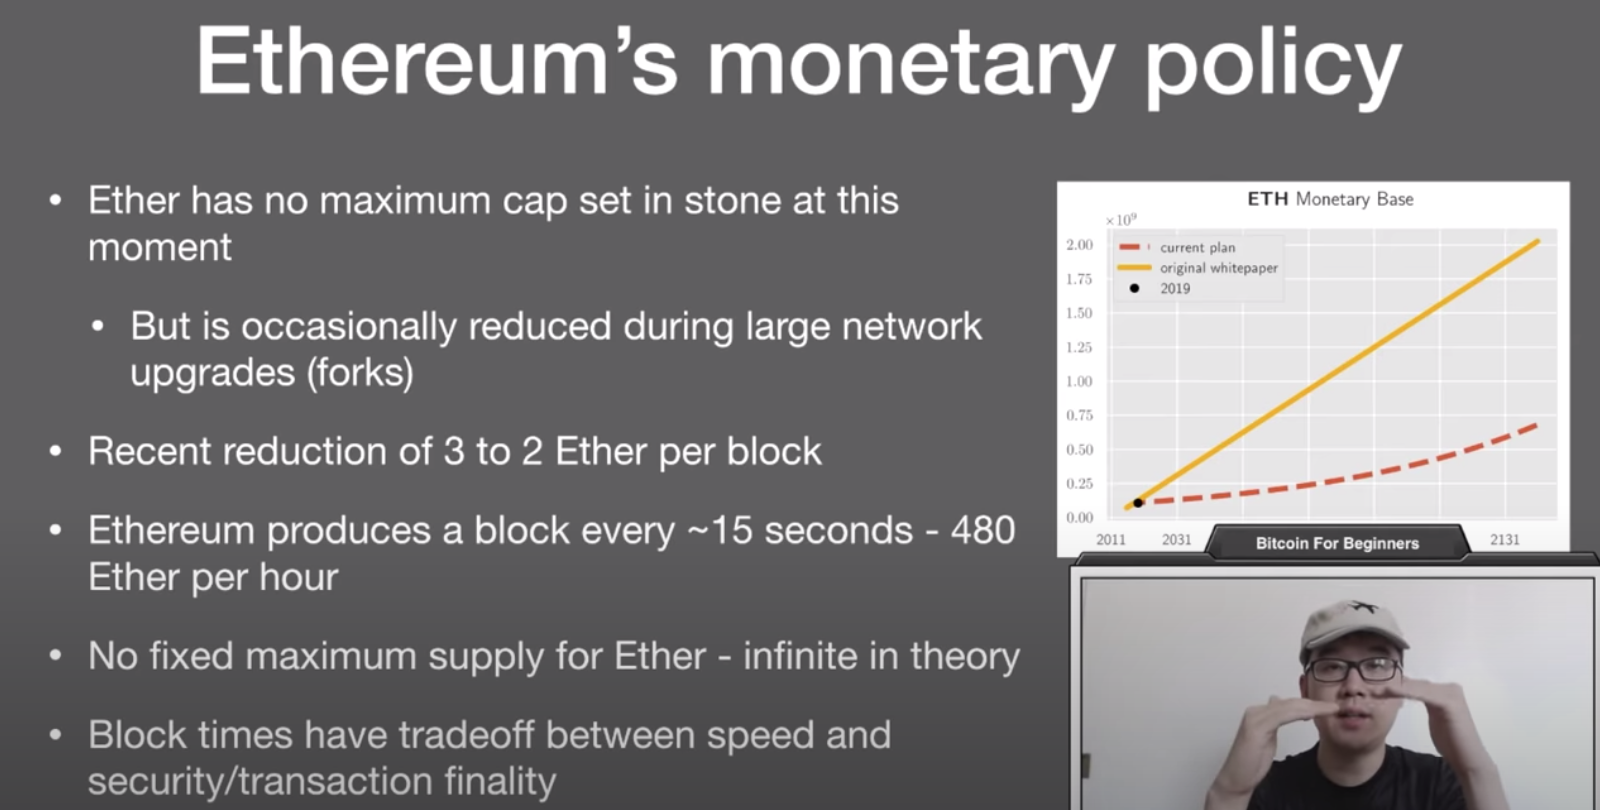 Ethereum's monetary policy
• Ether has no maximum cap set in stone at this
moment
• But is occasionally reduced during large network
upgrades (forks)
• Recent reduction of 3 to 2 Ether per block
• Ethereum produces a block every ~15 seconds - 480
Ether per hour
• No fixed maximum supply for Ether - infinite in theory
• Block times have tradeoff between speed and
security/transaction finality
ETH Monetary Base
×10⁹
current plan
original whitepaper
2019
2.00
1.75
1.50
1.25
1.00
0.75
0.50
0.25
0.00
2011 2031 2131
Bitcoin For Beginners